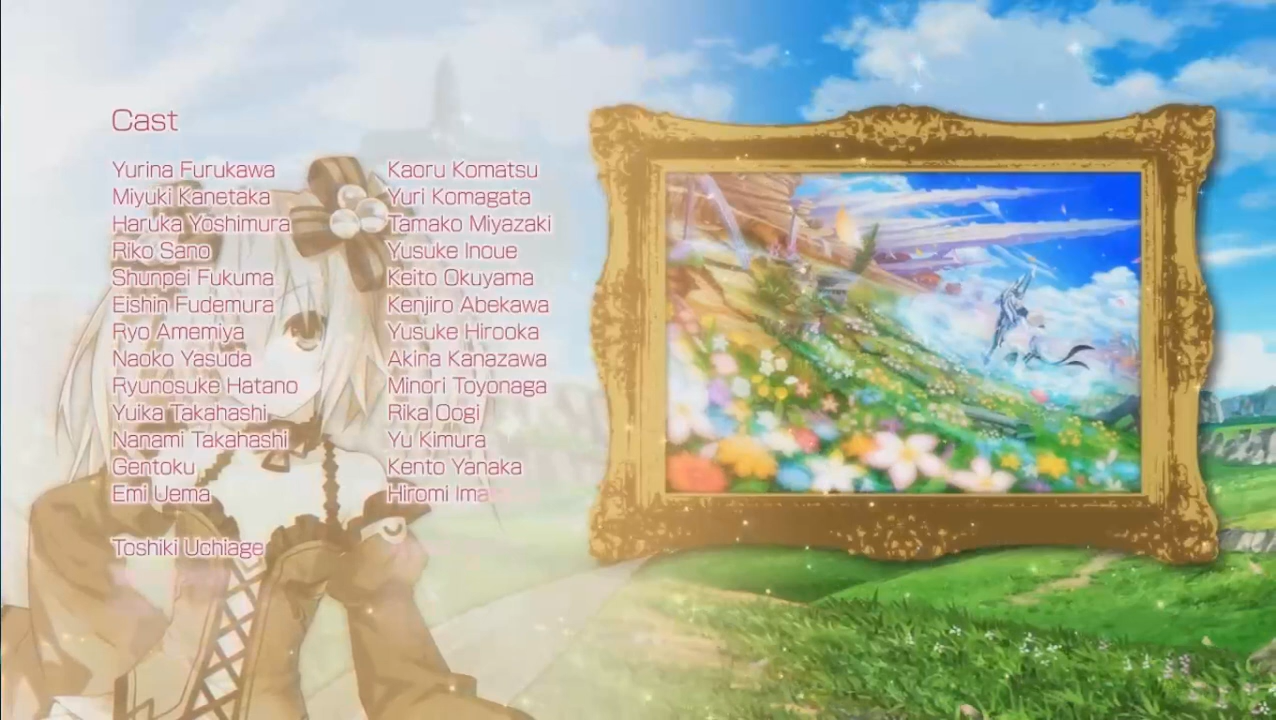 Cast
Yurina Furukawa
Miyuki Kanetaka
Haruka Yoshimura
Riko Sano
Shunpei Fukuma
Eishin Fudemura
Ryo Amemiya
Naoko Yasuda
Ryunosuke Hatano
Yuika Takahashi
Nanami Takahashi
Gentoku
Emi Uema
Toshiki Uchiage
Kaoru Komatsu
Yuri Komagata
Tamako Miyazaki
Yusuke Inoue
Keito Okuyama
Kenjiro Abekawa
Yusuke Hirooka
Akina Kanazawa
Minori Toyonaga
Rika Oogi
Yu Kimura
Kento Yanaka
Hiromi